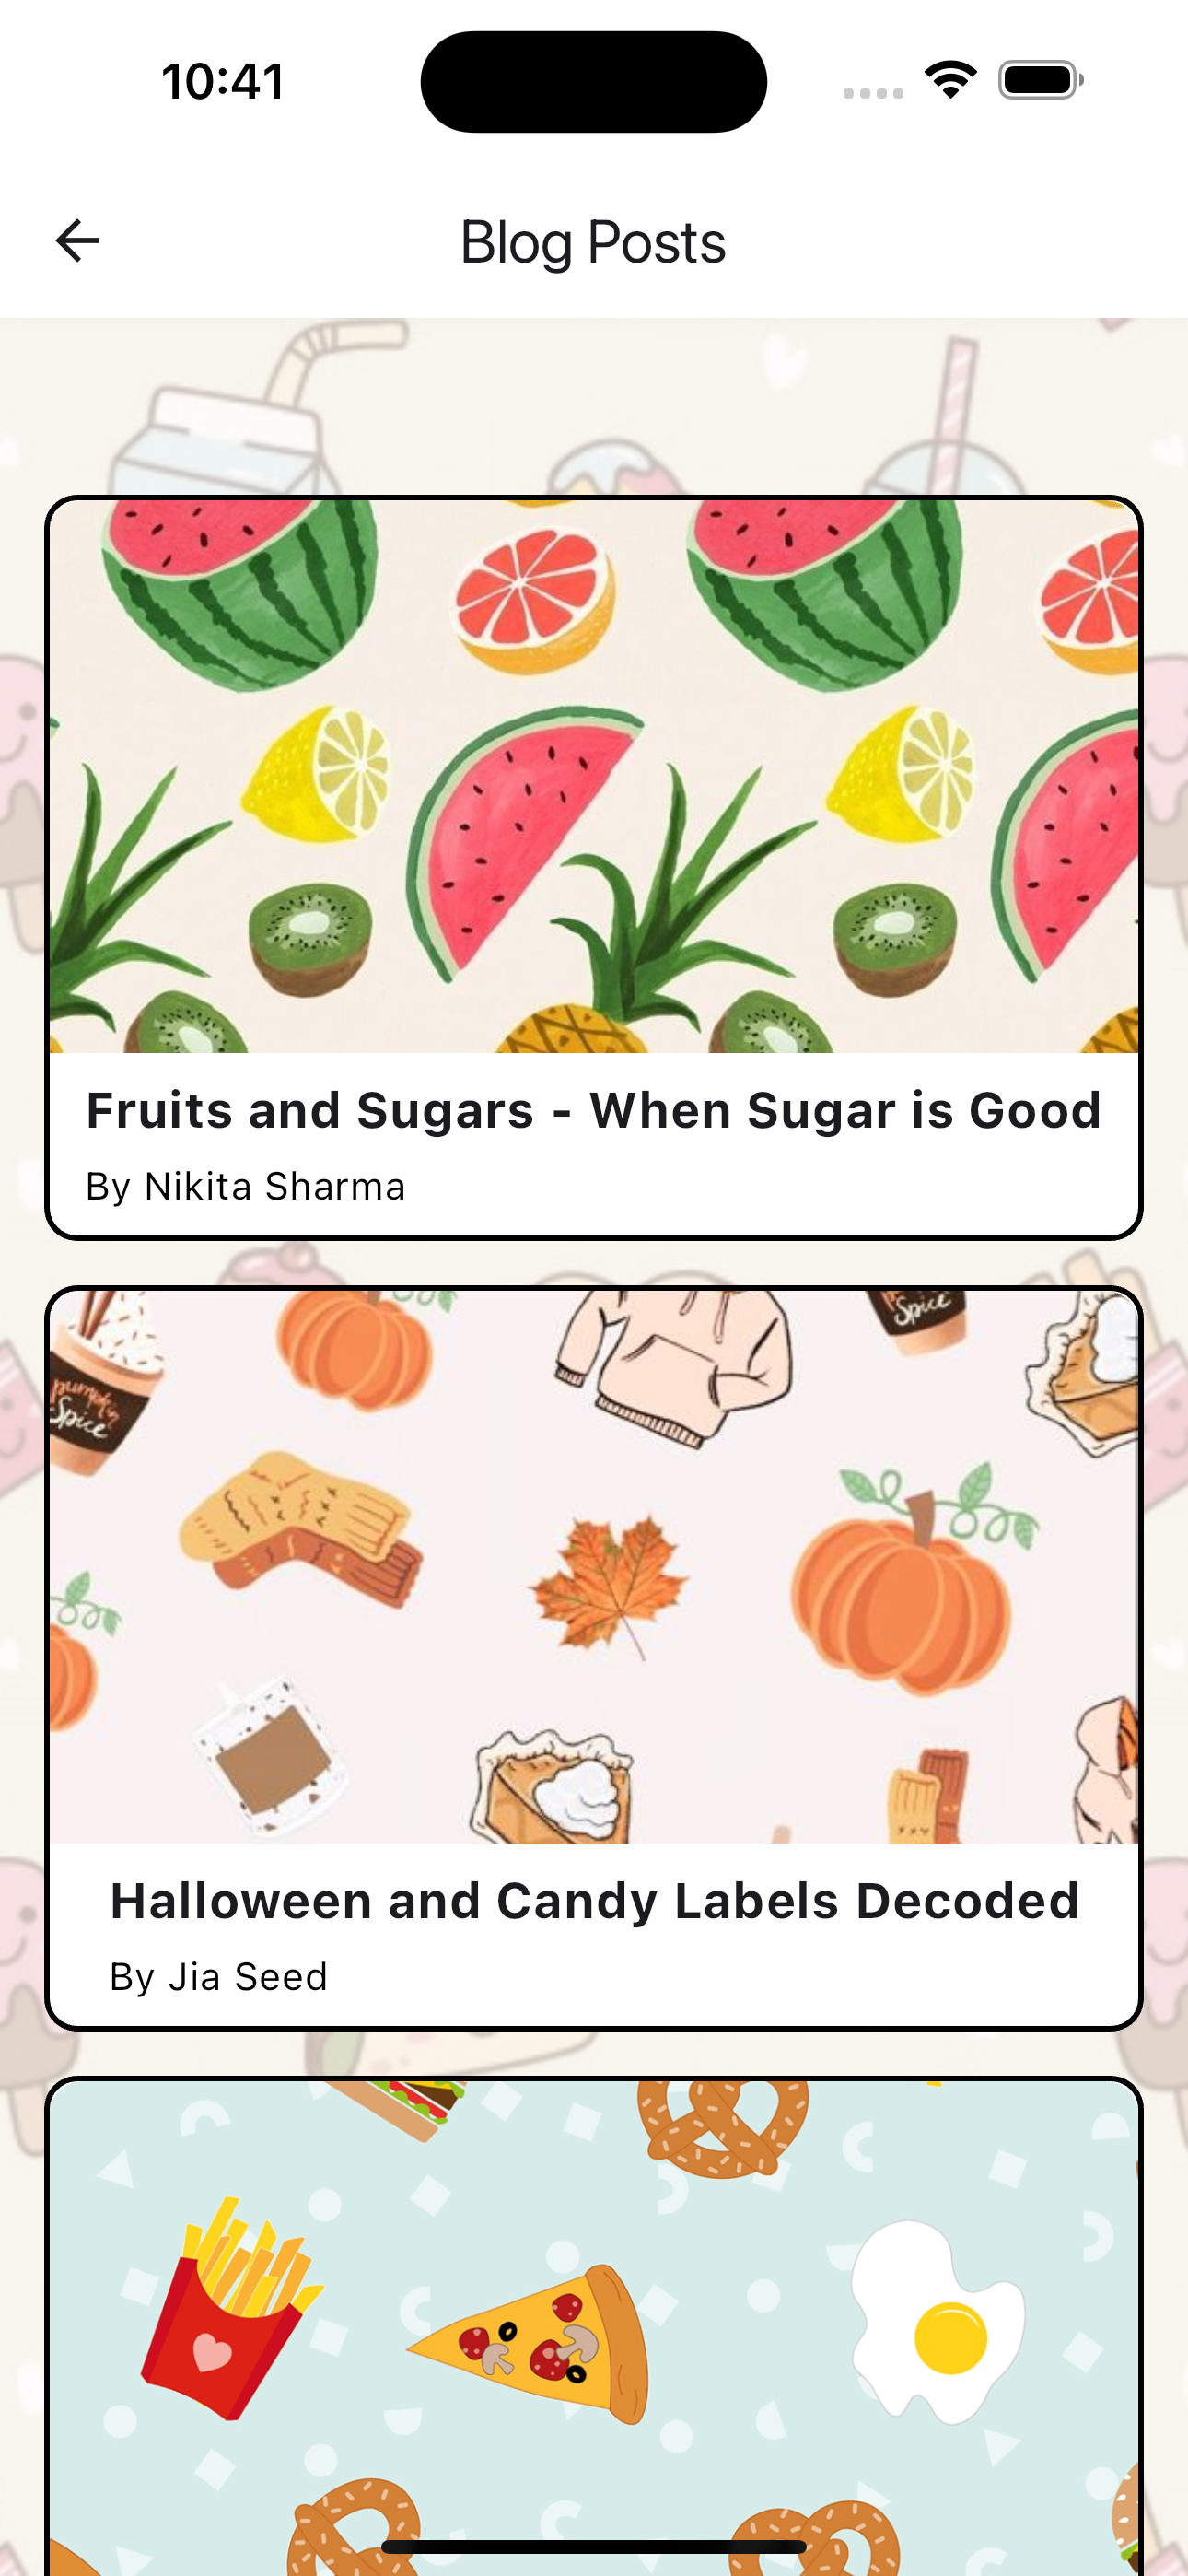 10:41
Blog Posts
Fruits and Sugars - When Sugar is Good
By Nikita Sharma
Spice
pumpkin
Spice
Halloween and Candy Labels Decoded
By Jia Seed